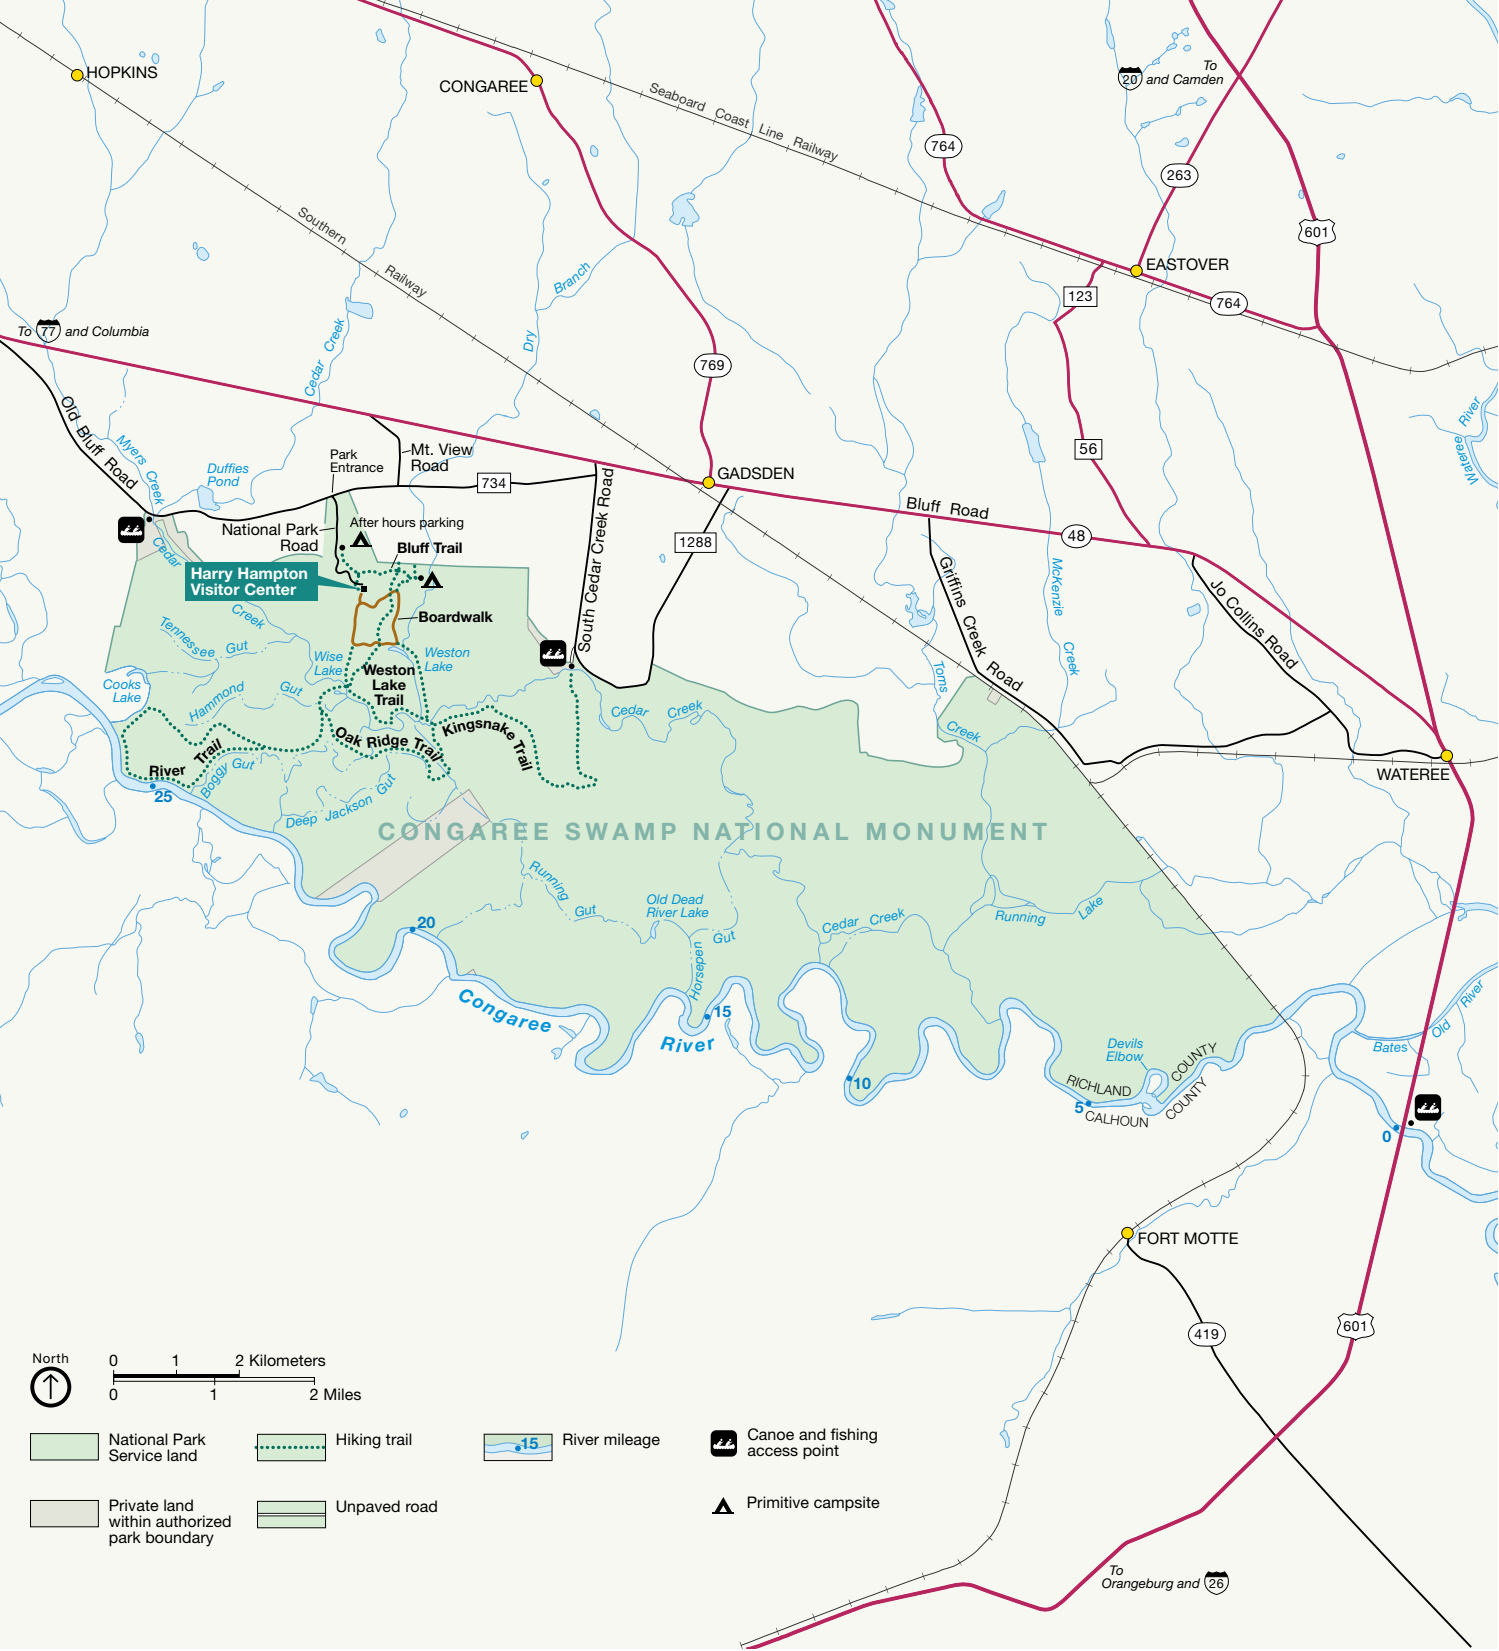 HOPKINS
CONGAREE
Seaboard Coast Line Railway
764
To
20 and Camden
263
601
Southern
Railway
Branch
Dry
EASTOVER
123
764
To 77 and Columbia
Cedar Creek
769
River
Wateree
Old Bluff Road
Myers Creek
Duffies
Pond
Park
Entrance
Mt. View
Road
734
56
GADSDEN
Bluff Road
48
South Cedar Creek Road
1288
National Park
Road
After hours parking
Bluff Trail
Cedar
Creek
Harry Hampton
Visitor Center
Boardwalk
Griffins Creek Road
McKenzie
Creek
Jo Collins Road
Tennessee Gut
Wise
Lake
Weston
Lake
Weston
Lake
Trail
Toms
Creek
Cooks
Lake
Hammond Gut
Cedar Creek
Kingsnake Trail
Oak Ridge Trail
River Trail
Boggy Gut
25
Deep Jackson Gut
WATEREE
CONGAREE SWAMP NATIONAL MONUMENT
Running
Gut
Old Dead
River Lake
Cedar Creek
Running
Lake
20
Horsepen
Gut
Congaree
River
15
10
Devils
Elbow
RICHLAND COUNTY
5
CALHOUN COUNTY
Bates
Old
River
0
FORT MOTTE
419
601
To
Orangeburg and 26
North
0 1 2 Kilometers
0 1 2 Miles
National Park
Service land
Hiking trail
15
River mileage
Canoe and fishing
access point
Private land
within authorized
park boundary
Unpaved road
Primitive campsite